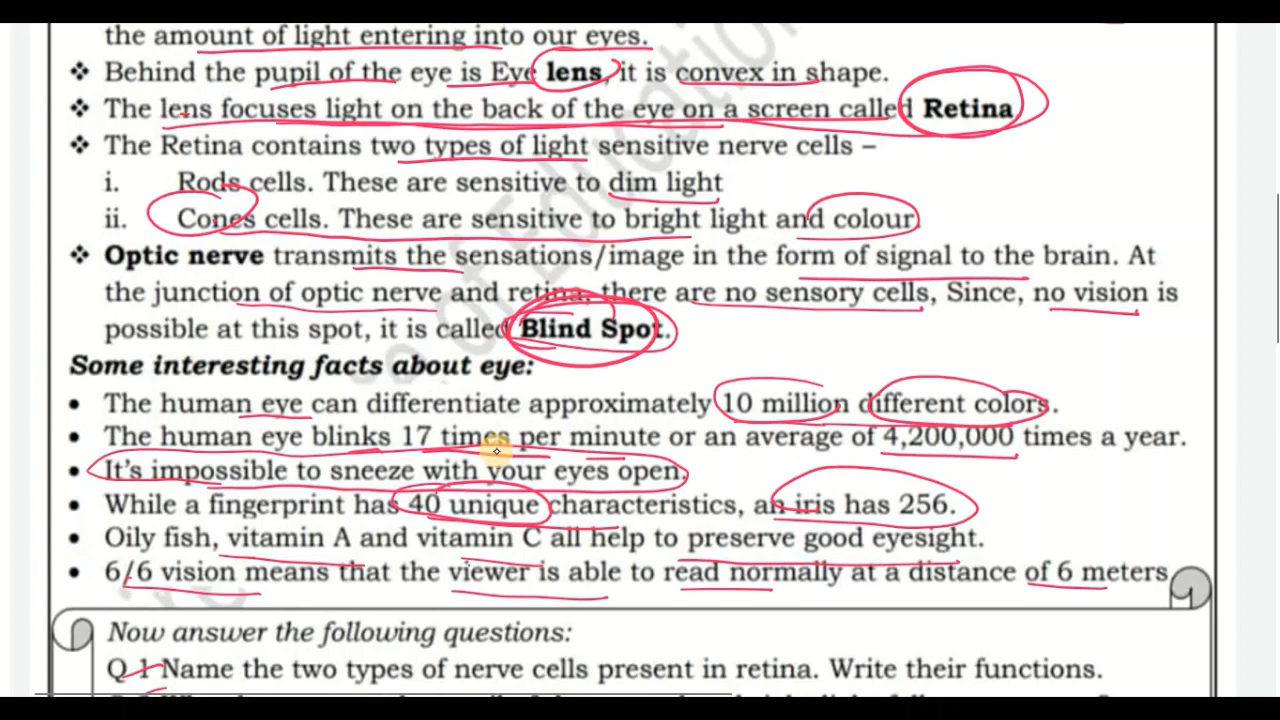 the amount of light entering into our eyes.
❖ Behind the pupil of the eye is Eye lens, it is convex in shape.
❖ The lens focuses light on the back of the eye on a screen called Retina
❖ The Retina contains two types of light sensitive nerve cells –
i. Rods cells. These are sensitive to dim light
ii. Cones cells. These are sensitive to bright light and colour
❖ Optic nerve transmits the sensations/image in the form of signal to the brain. At
the junction of optic nerve and retina, there are no sensory cells, Since, no vision is
possible at this spot, it is called Blind Spot.
Some interesting facts about eye:
• The human eye can differentiate approximately 10 million different colors.
• The human eye blinks 17 times per minute or an average of 4,200,000 times a year.
• It's impossible to sneeze with your eyes open.
• While a fingerprint has 40 unique characteristics, an iris has 256.
• Oily fish, vitamin A and vitamin C all help to preserve good eyesight.
• 6/6 vision means that the viewer is able to read normally at a distance of 6 meters
Now answer the following questions:
Q 1 Name the two types of nerve cells present in retina. Write their functions.